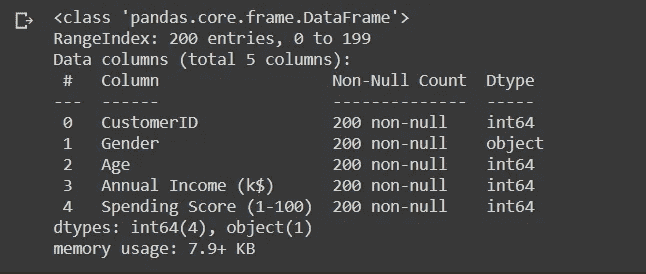 <class 'pandas.core.frame.DataFrame'>
RangeIndex: 200 entries, 0 to 199
Data columns (total 5 columns):
 #   Column                  Non-Null Count  Dtype
---  ------                  --------------  -----
 0   CustomerID              200 non-null    int64
 1   Gender                  200 non-null    object
 2   Age                     200 non-null    int64
 3   Annual Income (k$)      200 non-null    int64
 4   Spending Score (1-100)  200 non-null    int64
dtypes: int64(4), object(1)
memory usage: 7.9+ KB